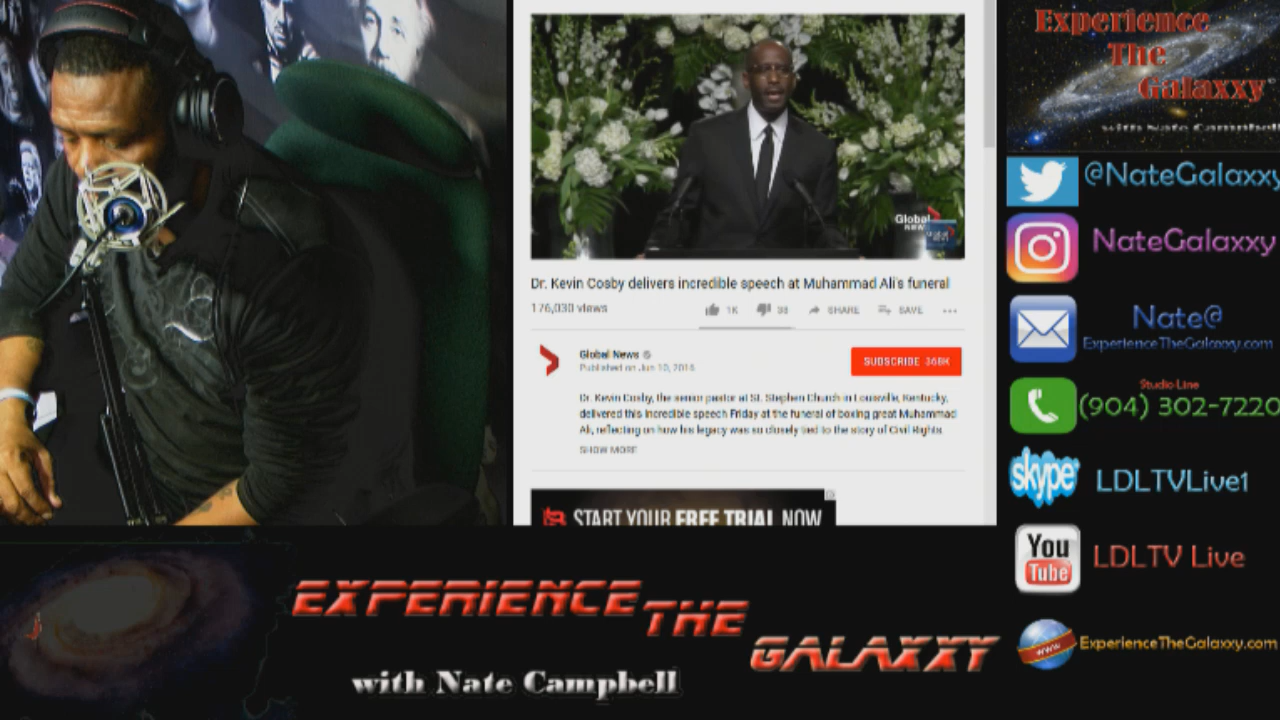 Global
NEWS
Dr. Kevin Cosby delivers incredible speech at Muhammad Ali's funeral
176,030 views
1K
38
SHARE
SAVE
Global News
Published on Jun 10, 2016
SUBSCRIBE 368K
Dr. Kevin Cosby, the senior pastor at St. Stephen Church in Louisville, Kentucky,
delivered this incredible speech Friday at the funeral of boxing great Muhammad
Ali, reflecting on how his legacy was so closely tied to the story of Civil Rights
SHOW MORE
START YOUR FREE TRIAL NOW
Experience
The
Galaxxy
with Nate Campbell
@NateGalaxxy
NateGalaxxy
Nate@
ExperienceTheGalaxxy.com
Studio Line
(904) 302-7220
skype
LDLTVLive1
You
Tube
LDLTV Live
www
ExperienceTheGalaxxy.com
EXPERIENCE
THE
GALAXXY
with Nate Campbell